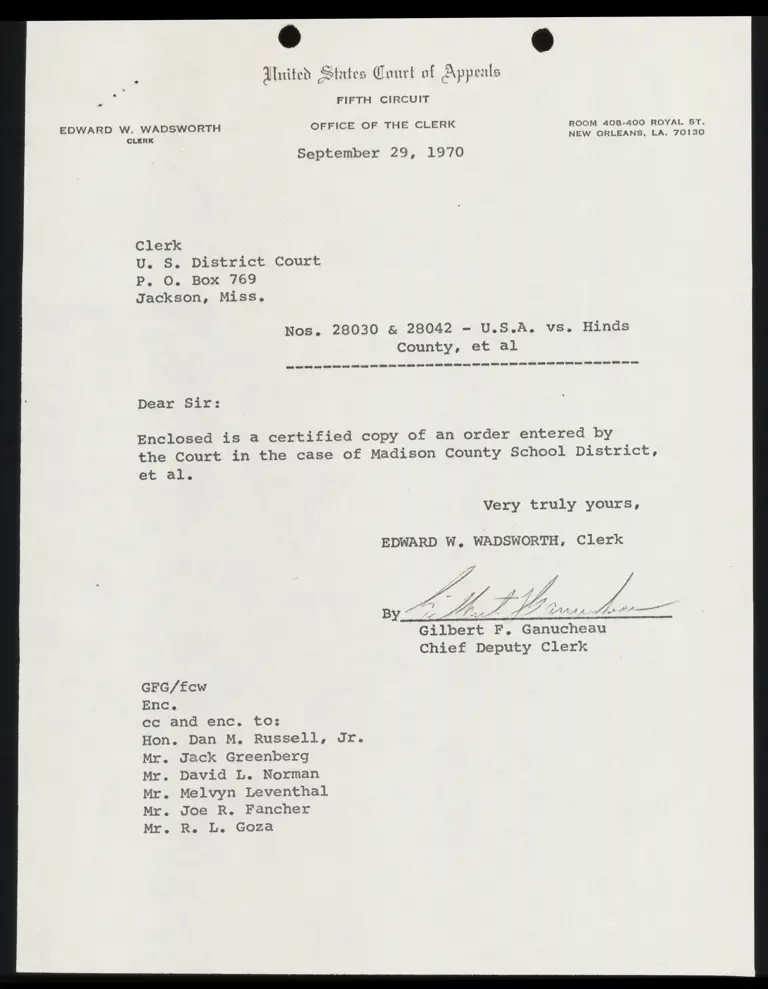 United States Court of Appeals
FIFTH CIRCUIT
OFFICE OF THE CLERK
EDWARD W. WADSWORTH
CLERK
ROOM 408-400 ROYAL ST.
NEW ORLEANS, LA. 70130
September 29, 1970
Clerk
U. S. District Court
P. O. Box 769
Jackson, Miss.
Nos. 28030 & 28042 - U.S.A. vs. Hinds
County, et al
--------------------------------------
Dear Sir:
Enclosed is a certified copy of an order entered by
the Court in the case of Madison County School District,
et al.
Very truly yours,
EDWARD W. WADSWORTH, Clerk
By Gilbert F. Ganucheau
Gilbert F. Ganucheau
Chief Deputy Clerk
GFG/fcw
Enc.
cc and enc. to:
Hon. Dan M. Russell, Jr.
Mr. Jack Greenberg
Mr. David L. Norman
Mr. Melvyn Leventhal
Mr. Joe R. Fancher
Mr. R. L. Goza